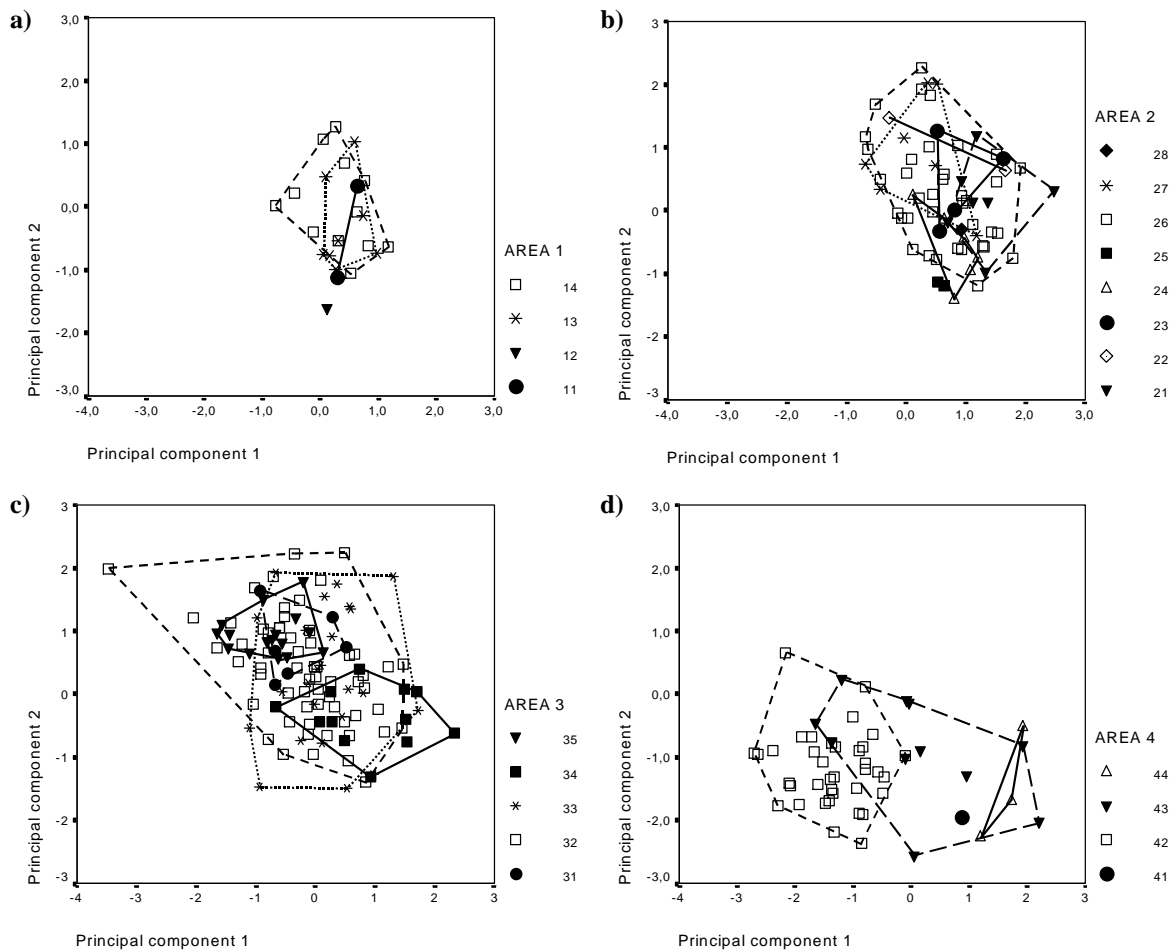 a)
3,0
2,0
1,0
0,0
-1,0
-2,0
-3,0
-4,0 -2,0 -1,0 0,0 1,0 2,0 3,0
Principal component 2
Principal component 1
AREA 1
14
13
12
11
b)
3
2
1
0
-1
-2
-3
-4,0 -2,0 -1,0 0,0 1,0 2,0 3,0
Principal component 2
Principal component 1
AREA 2
28
27
26
25
24
23
22
21
c)
3
2
1
0
-1
-2
-3
-4 -2 -1 0 1 2 3
Principal component 2
Principal component 1
AREA 3
35
34
33
32
31
d)
3,0
2,0
1,0
0,0
-1,0
-2,0
-3,0
-4 -2 -1 0 1 2 3
Principal component 2
Principal component 1
AREA 4
44
43
42
41